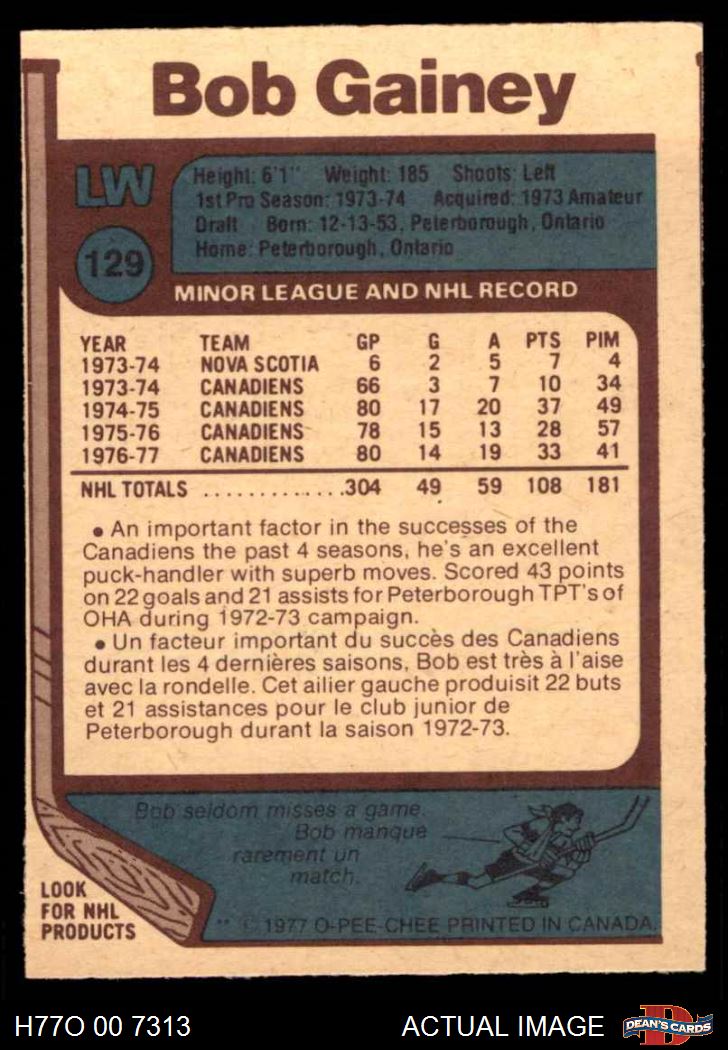 Bob Gainey
LW
129
Height: 6'1" Weight: 185 Shoots: Left
1st Pro Season: 1973-74 Acquired: 1973 Amateur
Draft Born: 12-13-53, Peterborough, Ontario
Home: Peterborough, Ontario
MINOR LEAGUE AND NHL RECORD
YEAR TEAM GP G A PTS PIM
1973-74 NOVA SCOTIA 6 2 5 7 4
1973-74 CANADIENS 66 3 7 10 34
1974-75 CANADIENS 80 17 20 37 49
1975-76 CANADIENS 78 15 13 28 57
1976-77 CANADIENS 80 14 19 33 41
NHL TOTALS .............304 49 59 108 181
• An important factor in the successes of the
Canadiens the past 4 seasons, he's an excellent
puck-handler with superb moves. Scored 43 points
on 22 goals and 21 assists for Peterborough TPT's of
OHA during 1972-73 campaign.
• Un facteur important du succès des Canadiens
durant les 4 dernières saisons, Bob est très à l'aise
avec la rondelle. Cet ailier gauche produisit 22 buts
et 21 assistances pour le club junior de
Peterborough durant la saison 1972-73.
Bob seldom misses a game.
Bob manque
rarement un
match.
LOOK
FOR NHL
PRODUCTS
** © 1977 O-PEE-CHEE PRINTED IN CANADA.
H77O 00 7313
ACTUAL IMAGE
D
DEAN'S CARDS